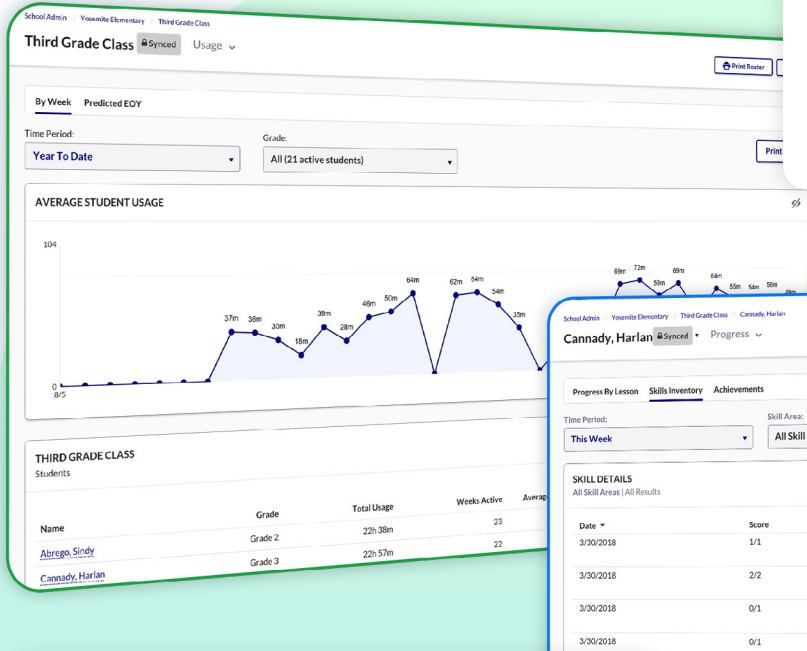 School Admin / Yosemite Elementary / Third Grade Class
Third Grade Class Synced Usage
Print Roster
By Week Predicted EOY
Time Period:
Grade:
Year To Date
All (21 active students)
Print
AVERAGE STUDENT USAGE
104
37m 36m 30m 18m 39m 28m 46m 50m 64m 62m 64m 54m 35m 69m 72m 59m 69m 64m 55m 54m 56m 49m
0
8/5
THIRD GRADE CLASS
Students
Name Grade Total Usage Weeks Active Average
Abrego, Sindy Grade 2 22h 38m 23
Cannady, Harlan Grade 3 22h 57m 22
School Admin / Yosemite Elementary / Third Grade Class / Cannady, Harlan
Cannady, Harlan Synced Progress
Progress By Lesson Skills Inventory Achievements
Time Period:
Skill Area:
This Week
All Skill
SKILL DETAILS
All Skill Areas | All Results
Date Score
3/30/2018 1/1
3/30/2018 2/2
3/30/2018 0/1
3/30/2018 0/1